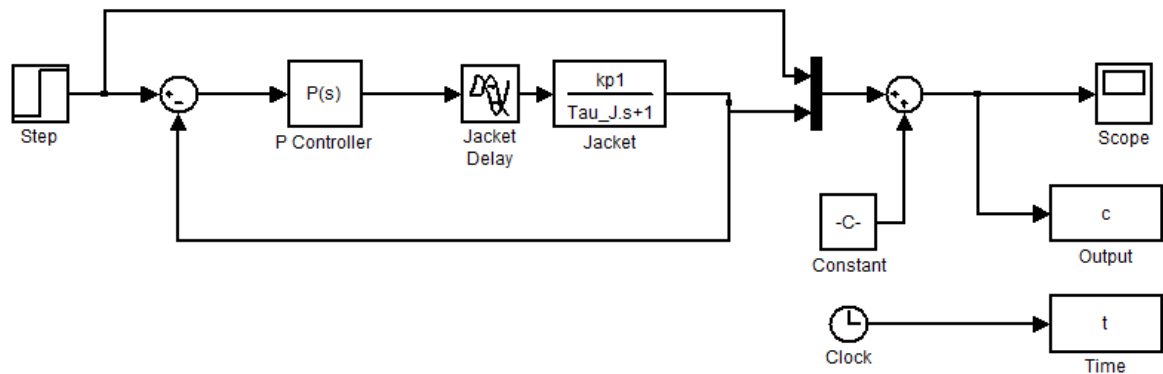 Step
P(s)
P Controller
Jacket
Delay
kp1
Tau_J.s+1
Jacket
-C-
Constant
Scope
c
Output
Clock
t
Time